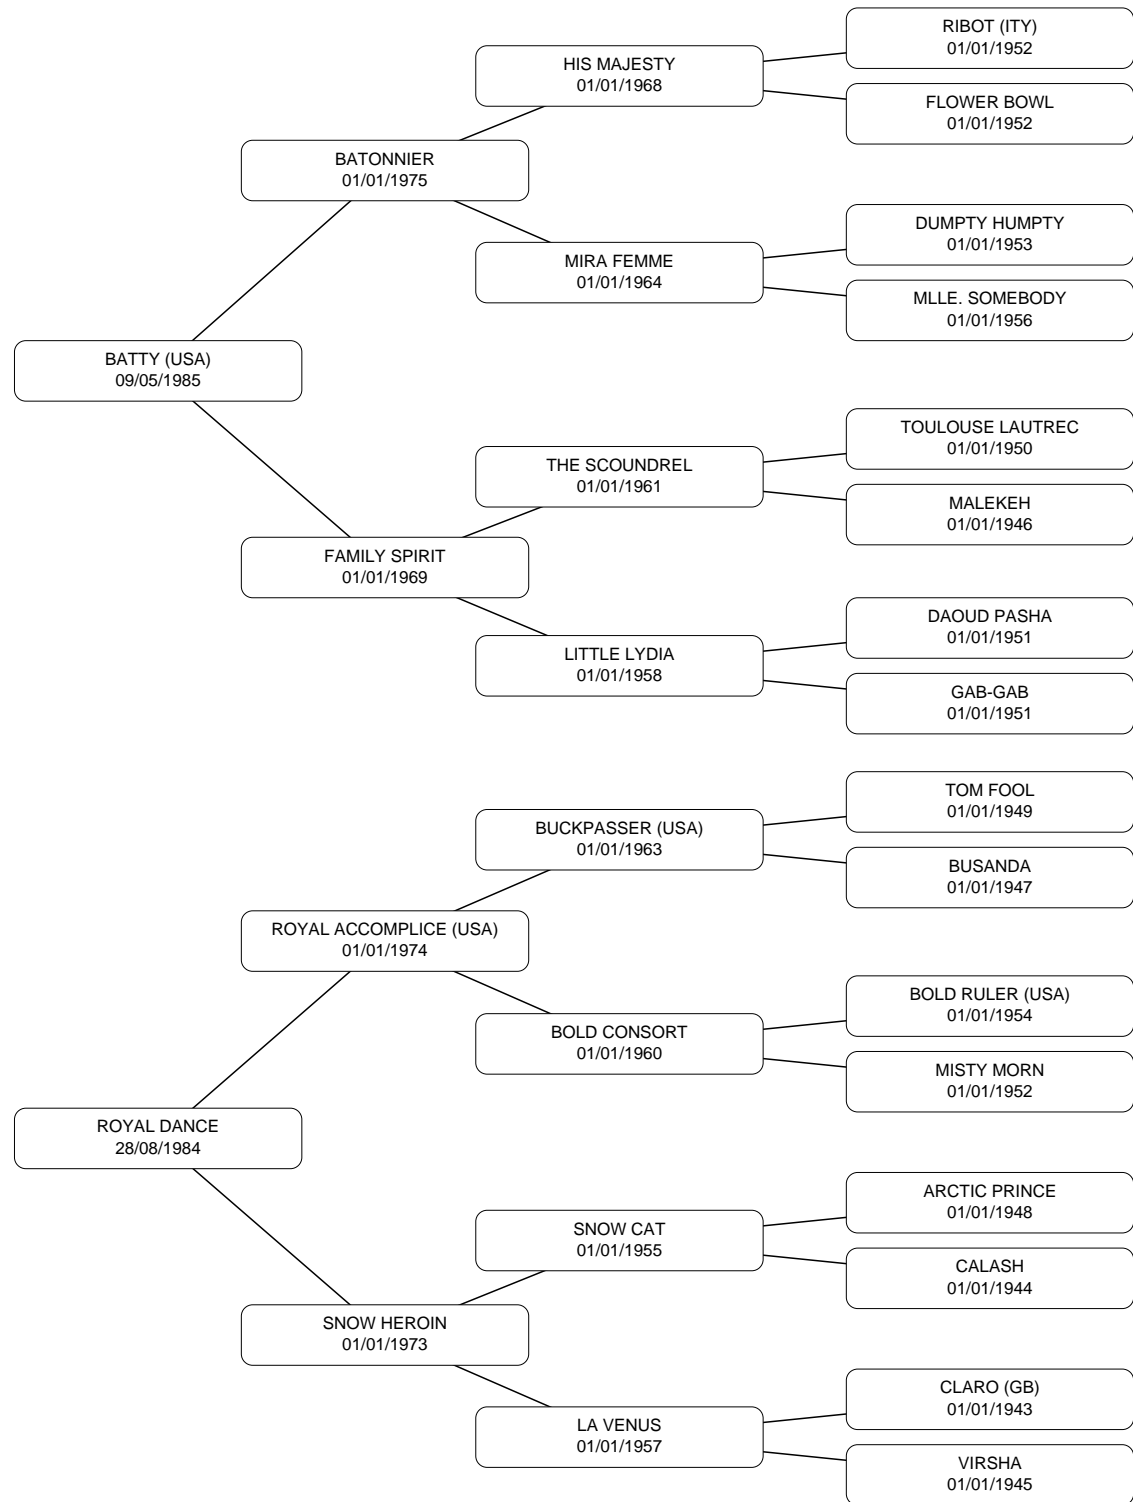 RIBOT (ITY)
01/01/1952
HIS MAJESTY
01/01/1968
FLOWER BOWL
01/01/1952
BATONNIER
01/01/1975
DUMPTY HUMPTY
01/01/1953
MIRA FEMME
01/01/1964
MLLE. SOMEBODY
01/01/1956
BATTY (USA)
09/05/1985
TOULOUSE LAUTREC
01/01/1950
THE SCOUNDREL
01/01/1961
MALEKEH
01/01/1946
FAMILY SPIRIT
01/01/1969
DAOUD PASHA
01/01/1951
LITTLE LYDIA
01/01/1958
GAB-GAB
01/01/1951
TOM FOOL
01/01/1949
BUCKPASSER (USA)
01/01/1963
BUSANDA
01/01/1947
ROYAL ACCOMPLICE (USA)
01/01/1974
BOLD RULER (USA)
01/01/1954
BOLD CONSORT
01/01/1960
MISTY MORN
01/01/1952
ROYAL DANCE
28/08/1984
ARCTIC PRINCE
01/01/1948
SNOW CAT
01/01/1955
CALASH
01/01/1944
SNOW HEROIN
01/01/1973
CLARO (GB)
01/01/1943
LA VENUS
01/01/1957
VIRSHA
01/01/1945